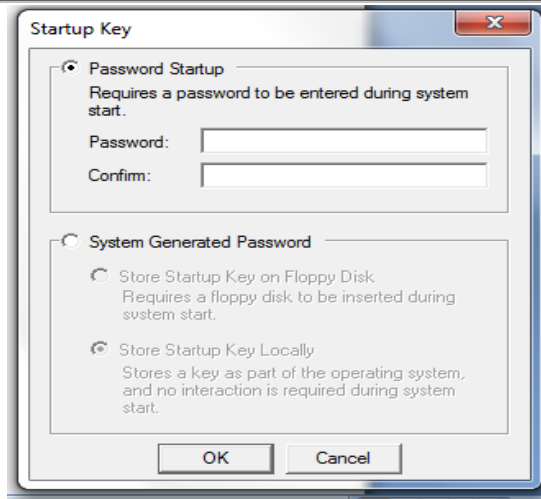 Startup Key
Password Startup
Requires a password to be entered during system
start.
Password:
Confirm:
System Generated Password
Store Startup Key on Floppy Disk
Requires a floppy disk to be inserted during
system start.
Store Startup Key Locally
Stores a key as part of the operating system,
and no interaction is required during system
start.
OK Cancel